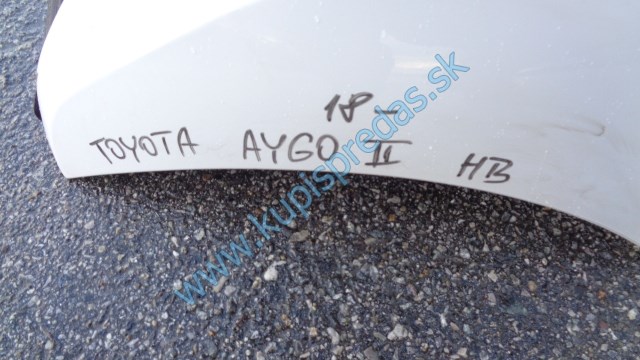 18-
TOYOTA AYGO II HB
www.kupispredas.sk